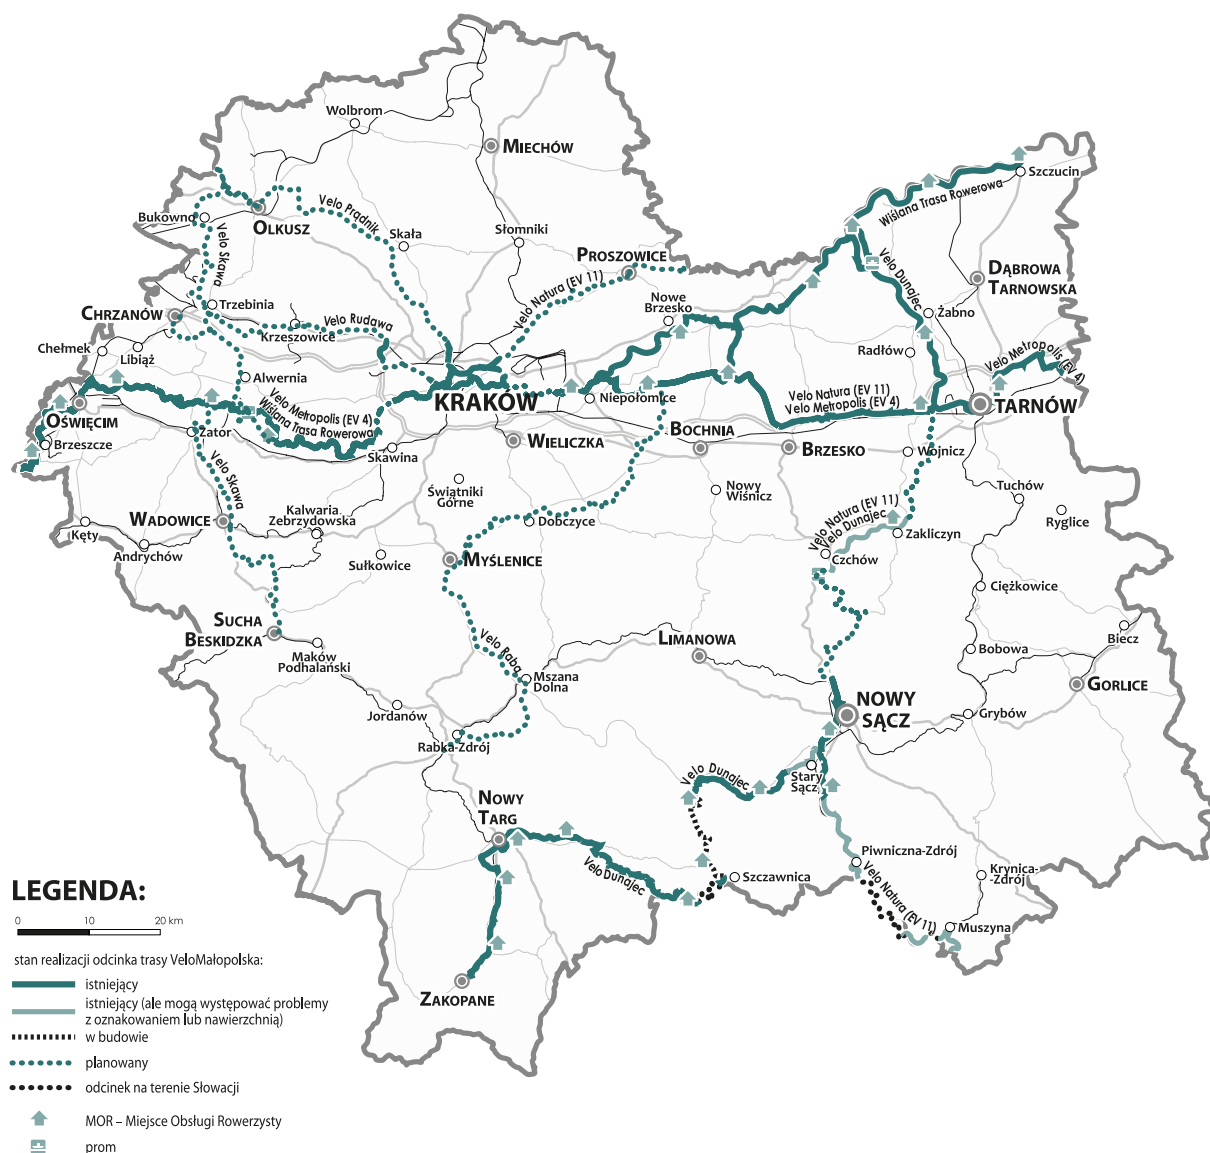 Wolbrom
MIECHÓW
Szczucin
Wiślana Trasa Rowerowa
Bukowno
OLKUSZ
Velo Prądnik
Skała
Słomniki
PROSZOWICE
Velo Skawa
Velo Natura (EV 11)
Velo Dunajec
DĄBROWA
TARNOWSKA
Trzebinia
CHRZANÓW
Nowe
Brzesko
Żabno
Velo Rudawa
Krzeszowice
Chełmek
Libiąż
Radłów
Velo Metropolis (EV 4)
Alwernia
KRAKÓW
Niepołomice
Velo Natura (EV 11)
Velo Metropolis (EV 4)
TARNÓW
OŚWIĘCIM
Velo Metropolis (EV 4)
Wiślana Trasa Rowerowa
Brzeszcze
Zator
WIELICZKA
BOCHNIA
BRZESKO
Wojnicz
Skawina
Velo Skawa
Świątniki
Górne
Nowy
Wiśnicz
Tuchów
Kęty
WADOWICE
Kalwaria
Zebrzydowska
Dobczyce
Velo Natura (EV 11)
Velo Dunajec
Zakliczyn
Ryglice
Andrychów
Sułkowice
MYŚLENICE
Czchów
Ciężkowice
SUCHA
BESKIDZKA
Maków
Podhalański
Velo Raba
LIMANOWA
Bobowa
Biecz
Mszana
Dolna
GORLICE
Jordanów
NOWY
SĄCZ
Grybów
Rabka-Zdrój
Velo Dunajec
Stary
Sącz
NOWY
TARG
Velo Dunajec
Szczawnica
Piwniczna-Zdrój
Krynica-
-Zdrój
Velo Natura (EV 11)
Muszyna
ZAKOPANE
LEGENDA:
0 10 20 km
stan realizacji odcinka trasy VeloMałopolska:
istniejący
istniejący (ale mogą występować problemy
z oznakowaniem lub nawierzchnią)
w budowie
planowany
odcinek na terenie Słowacji
MOR – Miejsce Obsługi Rowerzysty
prom